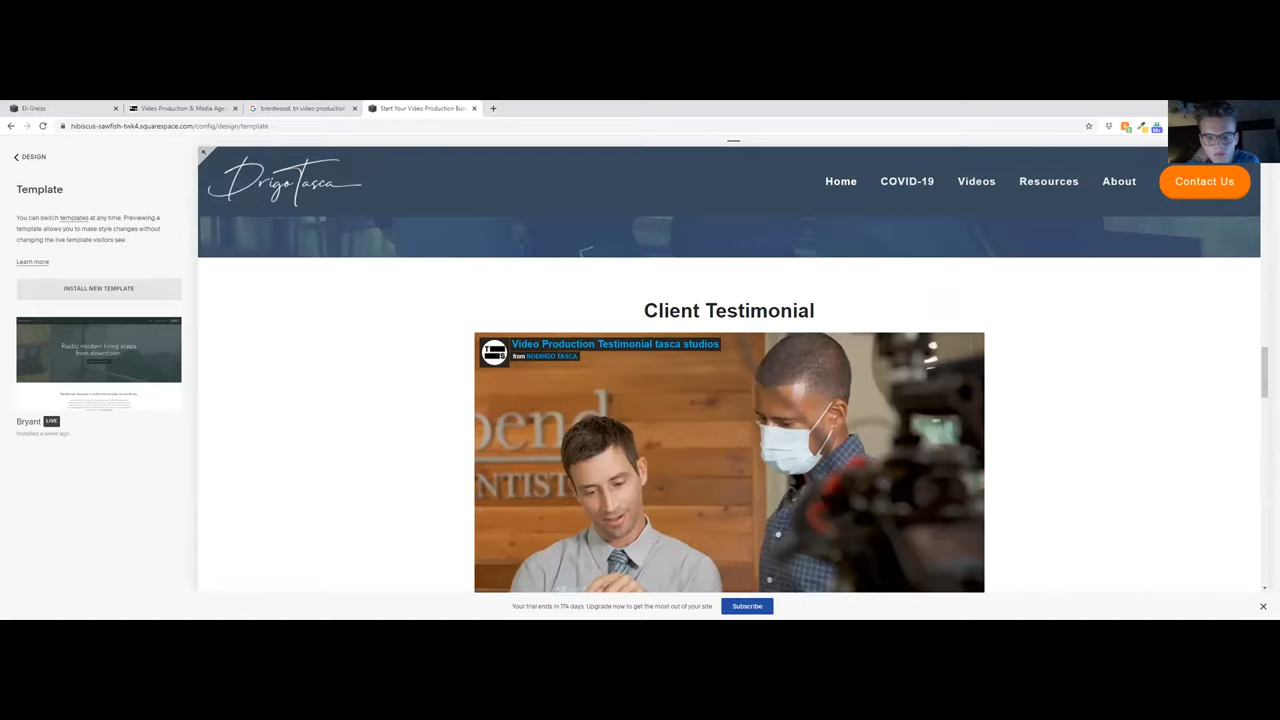 Eli Greiss
Video Production & Media Age
brentwood, tn video production
Start Your Video Production Bus
hibiscus-sawfish-twk4.squarespace.com/config/design/template
DESIGN
Template
You can switch templates at any time. Previewing a
template allows you to make style changes without
changing the live template visitors see.
Learn more
INSTALL NEW TEMPLATE
Rustic modern living steps
from downtown.
Bryant LIVE
Installed a week ago
Drigo Tasca
Home COVID-19 Videos Resources About Contact Us
Client Testimonial
TS
Video Production Testimonial tasca studios
from RODRIGO TASCA
pend
ENTIST
Your trial ends in 174 days. Upgrade now to get the most out of your site.
Subscribe